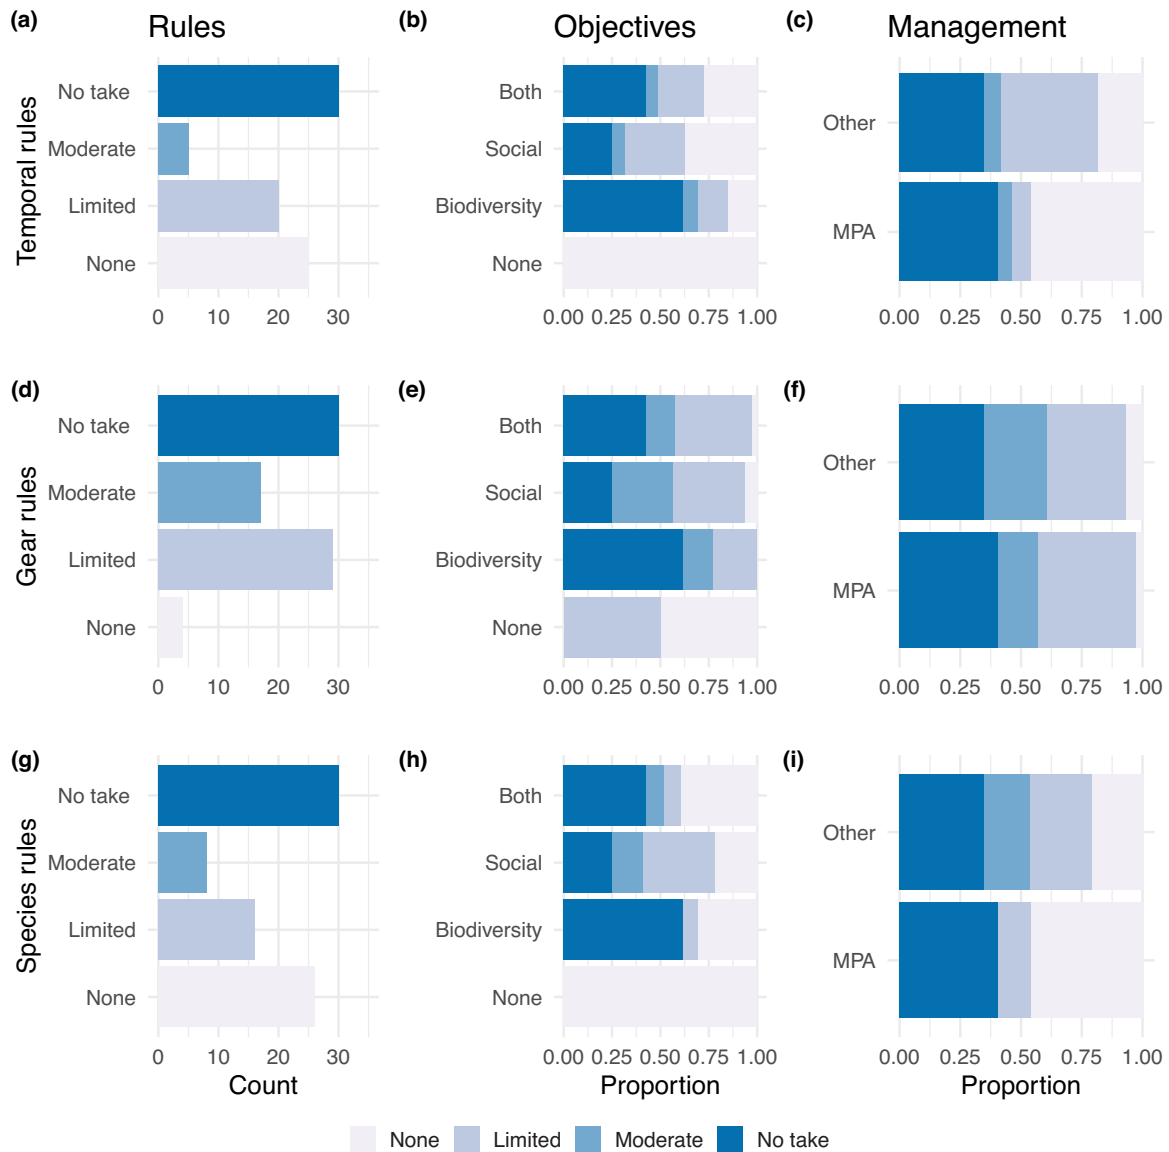 (a) Rules (b) Objectives (c) Management
Temporal rules
No take
Moderate
Limited
None
0 10 20 30
Both
Social
Biodiversity
None
0.00 0.25 0.50 0.75 1.00
Other
MPA
0.00 0.25 0.50 0.75 1.00
(d) (e) (f)
Gear rules
No take
Moderate
Limited
None
0 10 20 30
Both
Social
Biodiversity
None
0.00 0.25 0.50 0.75 1.00
Other
MPA
0.00 0.25 0.50 0.75 1.00
(g) (h) (i)
Species rules
No take
Moderate
Limited
None
0 10 20 30
Count
Both
Social
Biodiversity
None
0.00 0.25 0.50 0.75 1.00
Proportion
Other
MPA
0.00 0.25 0.50 0.75 1.00
Proportion
None Limited Moderate No take